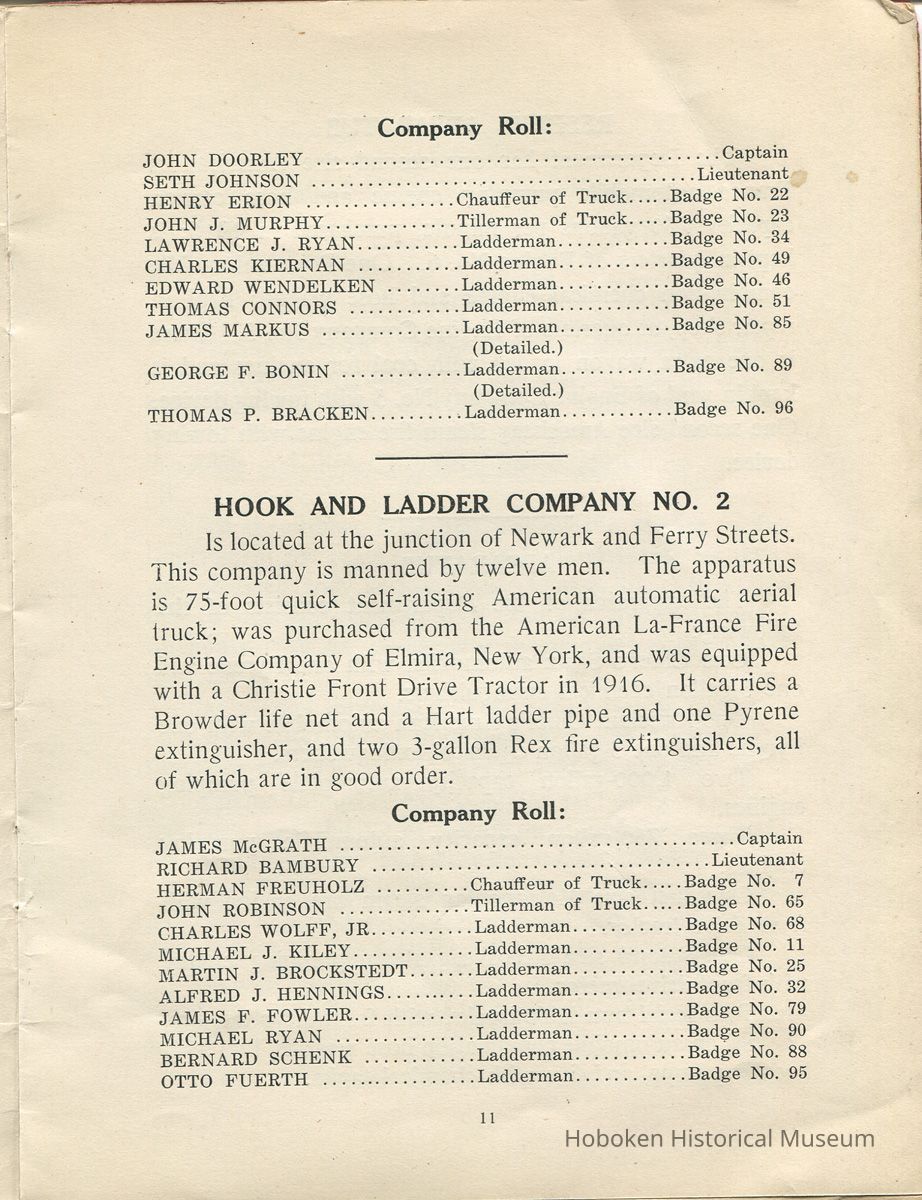 Company Roll:
JOHN DOORLEY ............................................Captain
SETH JOHNSON ..........................................Lieutenant
HENRY ERION ................Chauffeur of Truck.....Badge No. 22
JOHN J. MURPHY..............Tillerman of Truck.....Badge No. 23
LAWRENCE J. RYAN...........Ladderman............Badge No. 34
CHARLES KIERNAN ...........Ladderman............Badge No. 49
EDWARD WENDELKEN ........Ladderman............Badge No. 46
THOMAS CONNORS ............Ladderman............Badge No. 51
JAMES MARKUS ...............Ladderman............Badge No. 85
(Detailed.)
GEORGE F. BONIN .............Ladderman............Badge No. 89
(Detailed.)
THOMAS P. BRACKEN..........Ladderman............Badge No. 96
HOOK AND LADDER COMPANY NO. 2
Is located at the junction of Newark and Ferry Streets.
This company is manned by twelve men. The apparatus
is 75-foot quick self-raising American automatic aerial
truck; was purchased from the American La-France Fire
Engine Company of Elmira, New York, and was equipped
with a Christie Front Drive Tractor in 1916. It carries a
Browder life net and a Hart ladder pipe and one Pyrene
extinguisher, and two 3-gallon Rex fire extinguishers, all
of which are in good order.
Company Roll:
JAMES McGRATH ...........................................Captain
RICHARD BAMBURY .....................................Lieutenant
HERMAN FREUHOLZ ..........Chauffeur of Truck.....Badge No. 7
JOHN ROBINSON ..............Tillerman of Truck.....Badge No. 65
CHARLES WOLFF, JR...........Ladderman............Badge No. 68
MICHAEL J. KILEY.............Ladderman............Badge No. 11
MARTIN J. BROCKSTEDT.......Ladderman............Badge No. 25
ALFRED J. HENNINGS..........Ladderman............Badge No. 32
JAMES F. FOWLER.............Ladderman............Badge No. 79
MICHAEL RYAN ...............Ladderman............Badge No. 90
BERNARD SCHENK ............Ladderman............Badge No. 88
OTTO FUERTH .................Ladderman............Badge No. 95
11
Hoboken Historical Museum